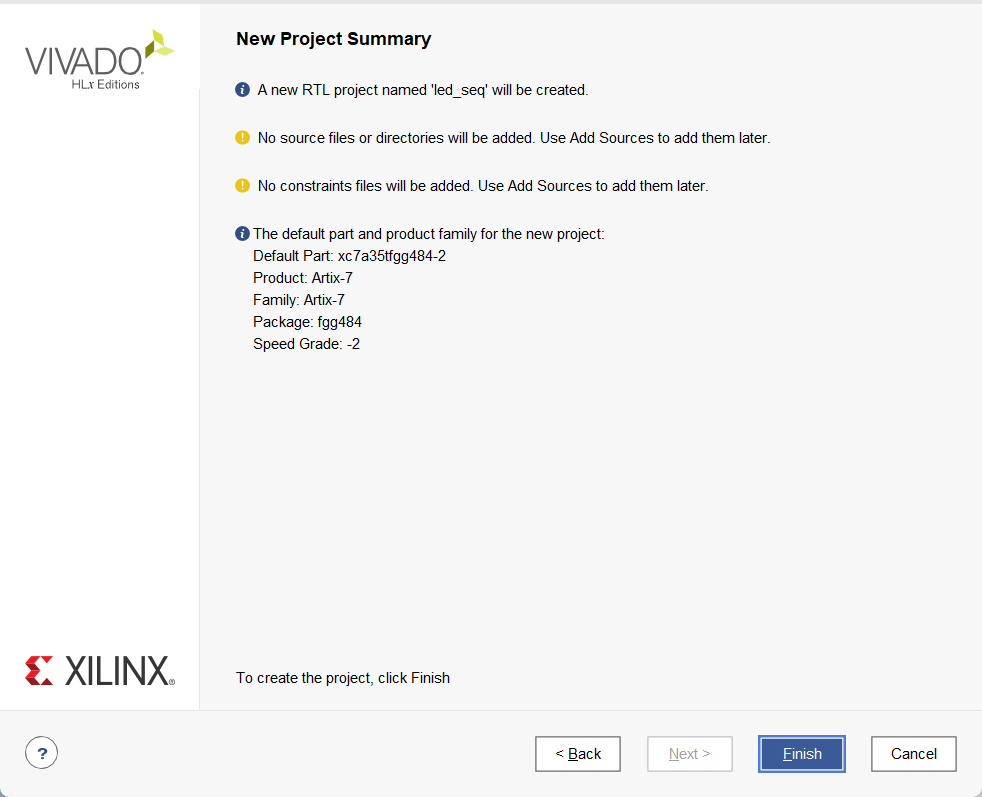 VIVADO.
HLx Editions
New Project Summary
A new RTL project named 'led_seq' will be created.
No source files or directories will be added. Use Add Sources to add them later.
No constraints files will be added. Use Add Sources to add them later.
The default part and product family for the new project:
Default Part: xc7a35tfgg484-2
Product: Artix-7
Family: Artix-7
Package: fgg484
Speed Grade: -2
XILINX®
To create the project, click Finish
?
< Back
Next >
Finish
Cancel